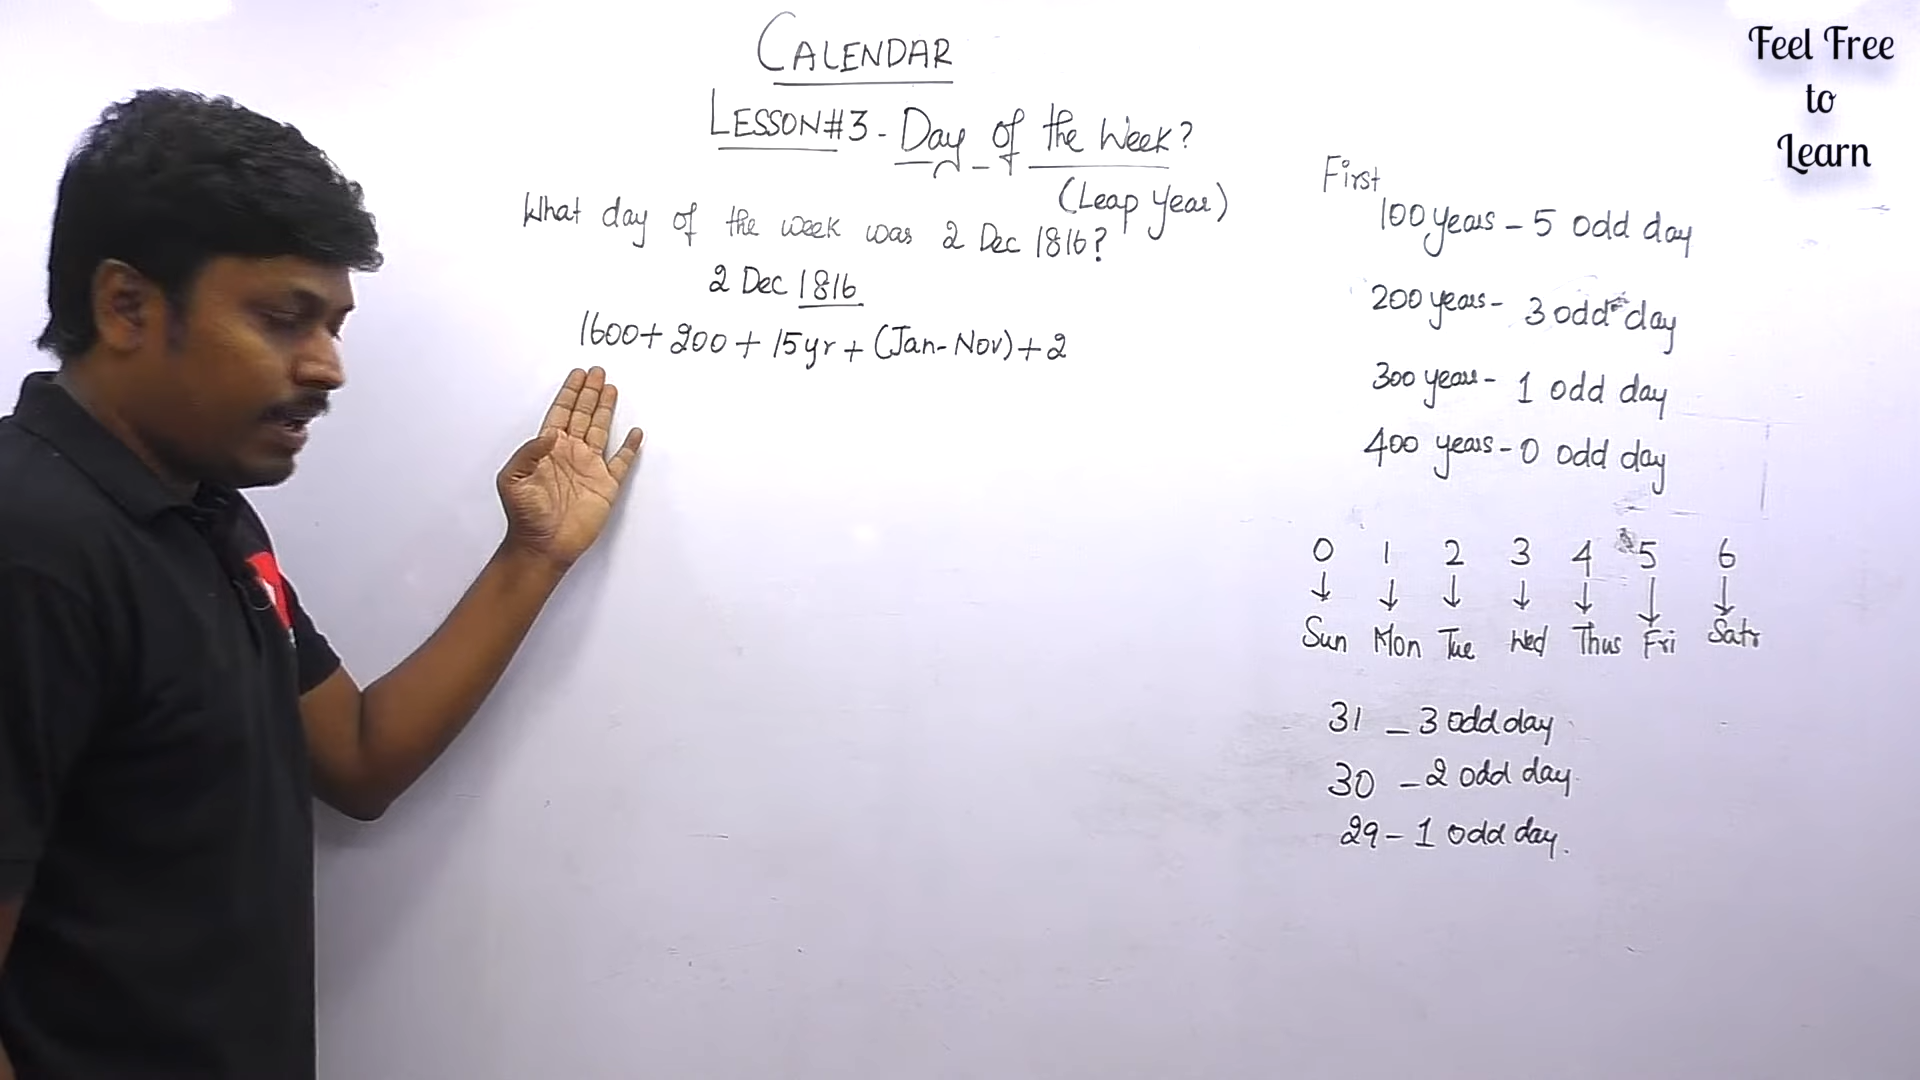 CALENDAR
LESSON#3 - Day of the Week?
(Leap Year)
What day of the week was 2 Dec 1816?
2 Dec 1816
1600+ 200 + 15yr + (Jan-Nov) + 2
First
100 years - 5 odd day
200 years - 3 odd day
300 years - 1 odd day
400 years - 0 odd day
0 1 2 3 4 5 6
↓ ↓ ↓ ↓ ↓ ↓ ↓
Sun Mon Tue Wed Thus Fri Satr
31 - 3 odd day
30 - 2 odd day.
29 - 1 odd day.
Feel Free
to
Learn